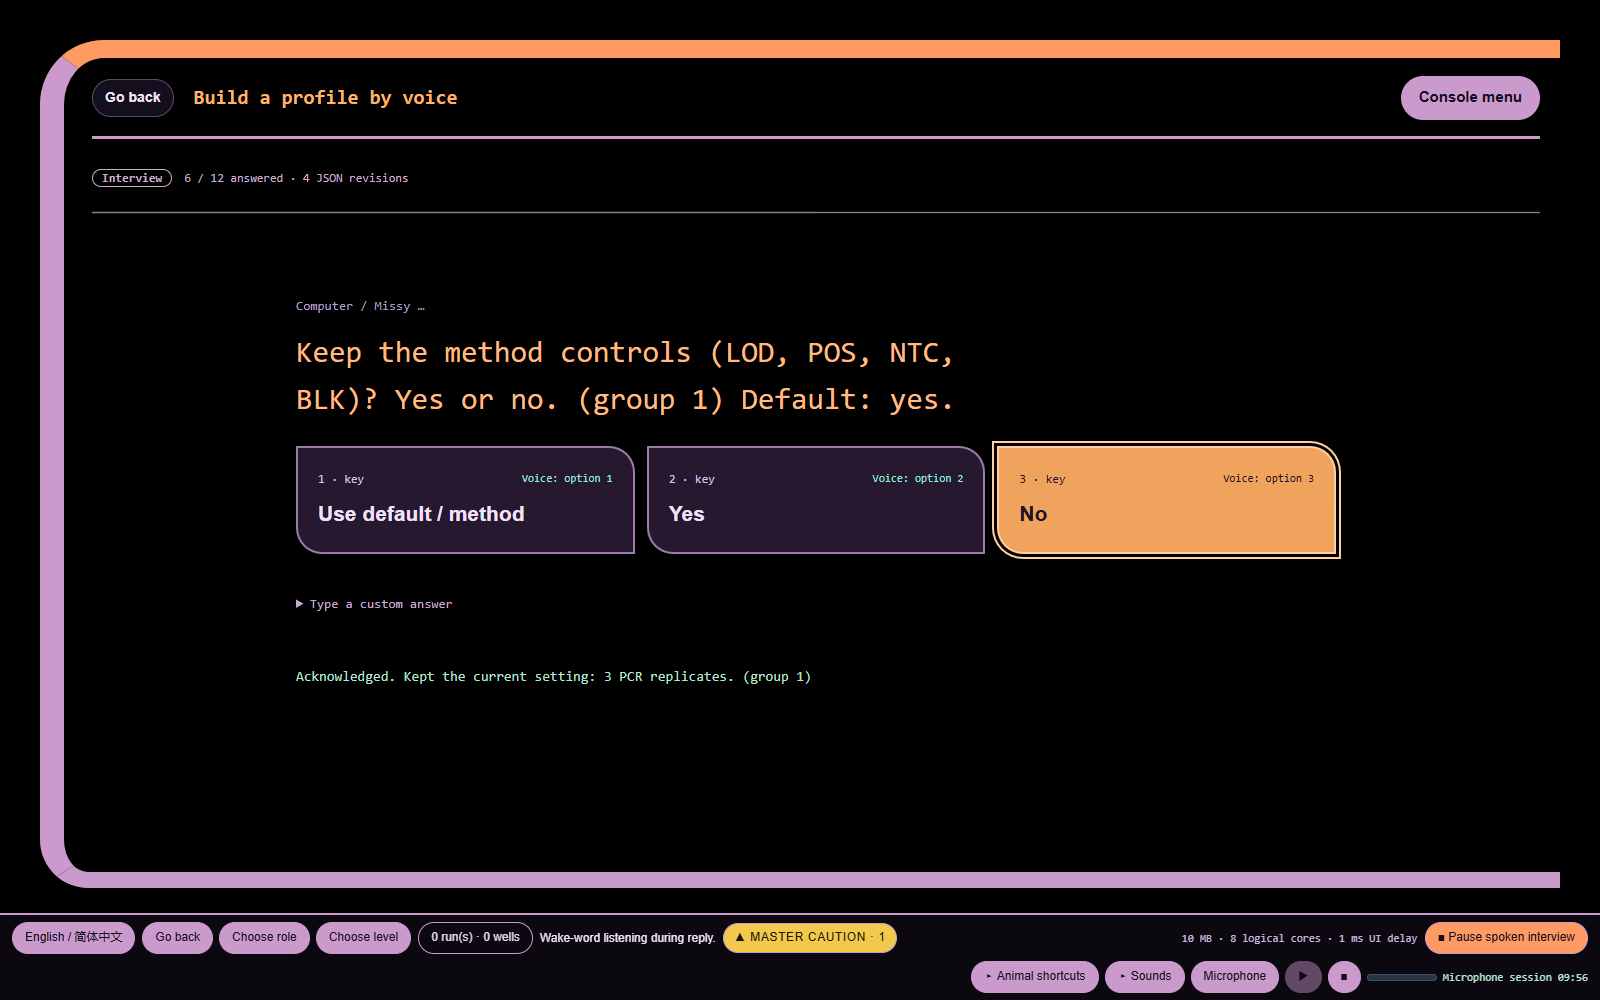 Go back
Build a profile by voice
Console menu
Interview
6 / 12 answered · 4 JSON revisions
Computer / Missy …
Keep the method controls (LOD, POS, NTC,
BLK)? Yes or no. (group 1) Default: yes.
1 · key
Voice: option 1
Use default / method
2 · key
Voice: option 2
Yes
3 · key
Voice: option 3
No
▶ Type a custom answer
Acknowledged. Kept the current setting: 3 PCR replicates. (group 1)
English / 简体中文
Go back
Choose role
Choose level
0 run(s) · 0 wells
Wake-word listening during reply.
▲ MASTER CAUTION · 1
10 MB · 8 logical cores · 1 ms UI delay
■ Pause spoken interview
▸ Animal shortcuts
▸ Sounds
Microphone
▶
■
Microphone session 09:56